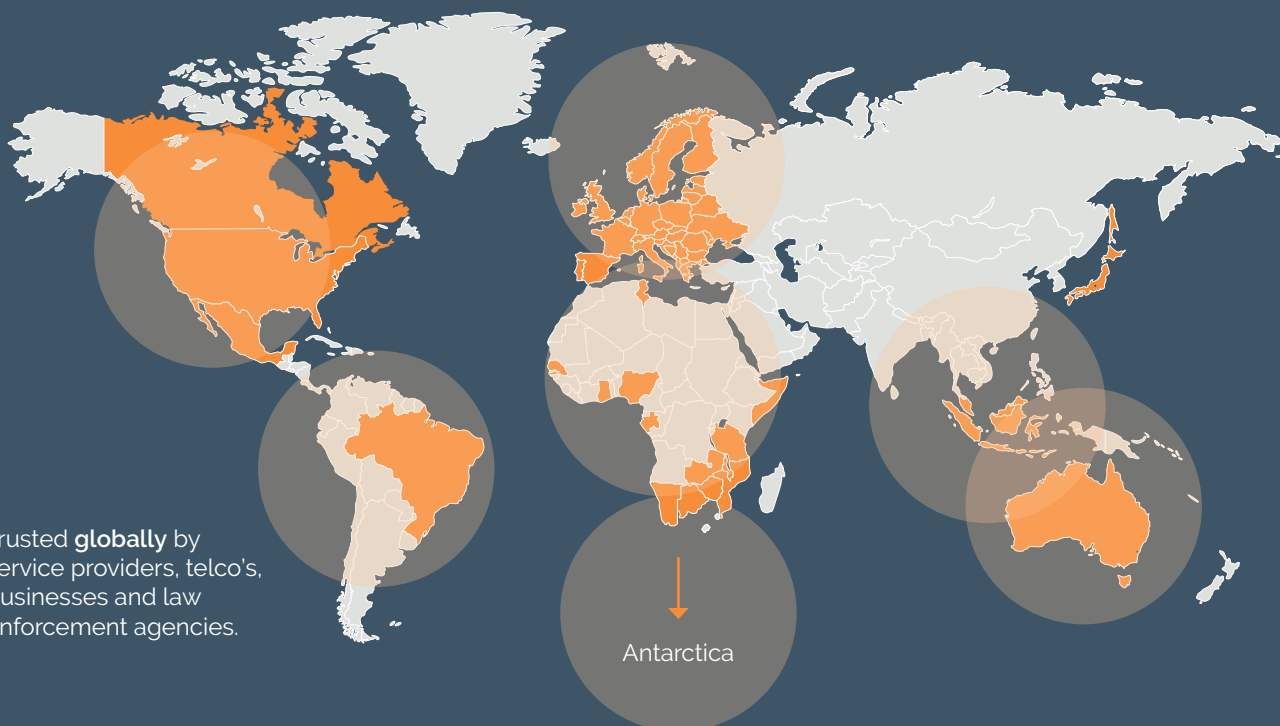 rusted globally by
ervice providers, telco's,
usinesses and law
nforcement agencies.
Antarctica